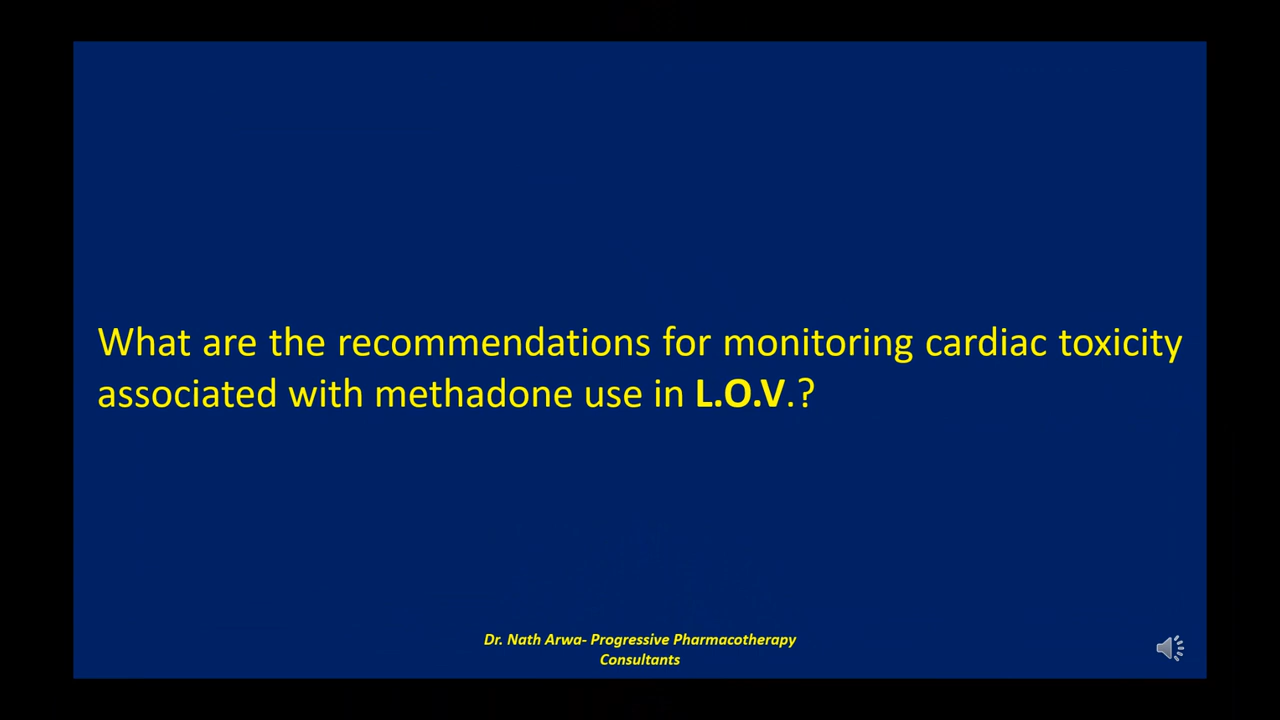 What are the recommendations for monitoring cardiac toxicity
associated with methadone use in L.O.V.?
Dr. Nath Arwa- Progressive Pharmacotherapy
Consultants